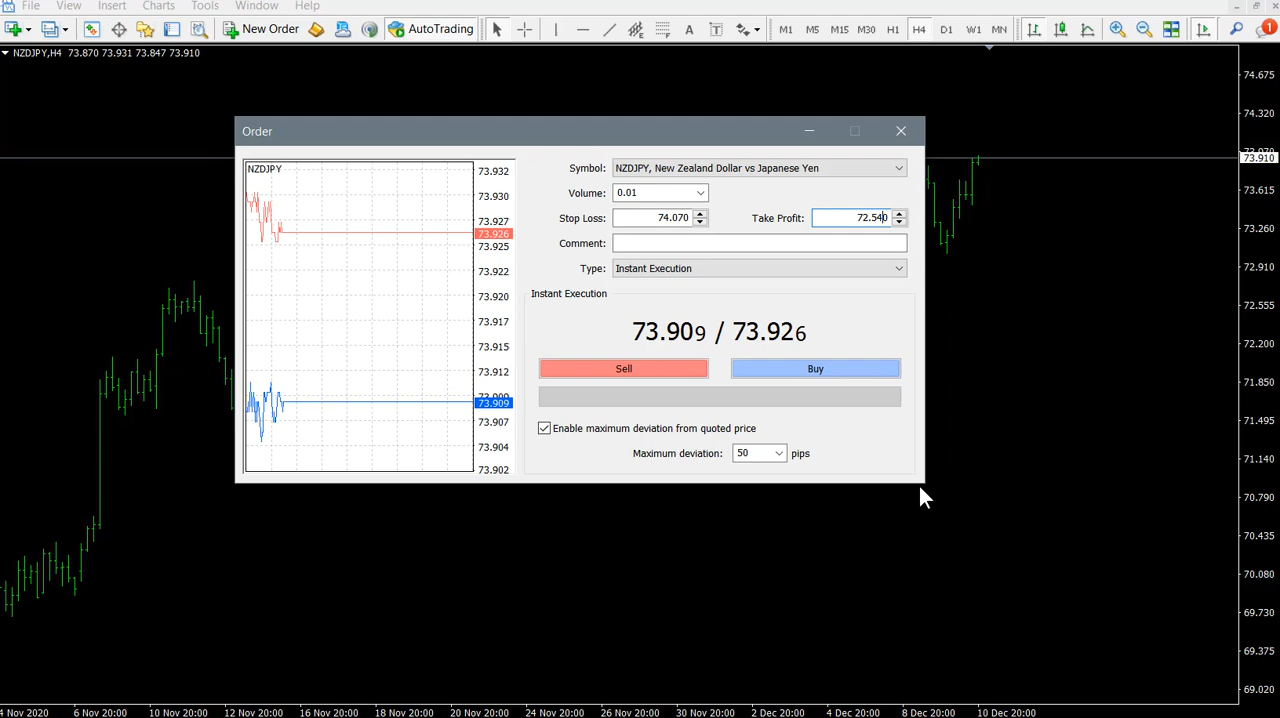 File View Insert Charts Tools Window Help
New Order AutoTrading A T M1 M5 M15 M30 H1 H4 D1 W1 MN 1
NZDJPY,H4 73.870 73.931 73.847 73.910
74.675
74.320
73.910
73.615
73.260
72.910
72.555
72.200
71.850
71.495
71.140
70.790
70.435
70.080
69.730
69.375
69.020
Order
NZDJPY
73.932
73.930
73.927
73.926
73.925
73.922
73.920
73.917
73.915
73.912
73.909
73.907
73.904
73.902
Symbol: NZDJPY, New Zealand Dollar vs Japanese Yen
Volume: 0.01
Stop Loss: 74.070 Take Profit: 72.540
Comment:
Type: Instant Execution
Instant Execution
73.909 / 73.926
Sell Buy
Enable maximum deviation from quoted price
Maximum deviation: 50 pips
4 Nov 2020 6 Nov 20:00 10 Nov 20:00 12 Nov 20:00 16 Nov 20:00 18 Nov 20:00 20 Nov 20:00 24 Nov 20:00 26 Nov 20:00 30 Nov 20:00 2 Dec 20:00 4 Dec 20:00 8 Dec 20:00 10 Dec 20:00